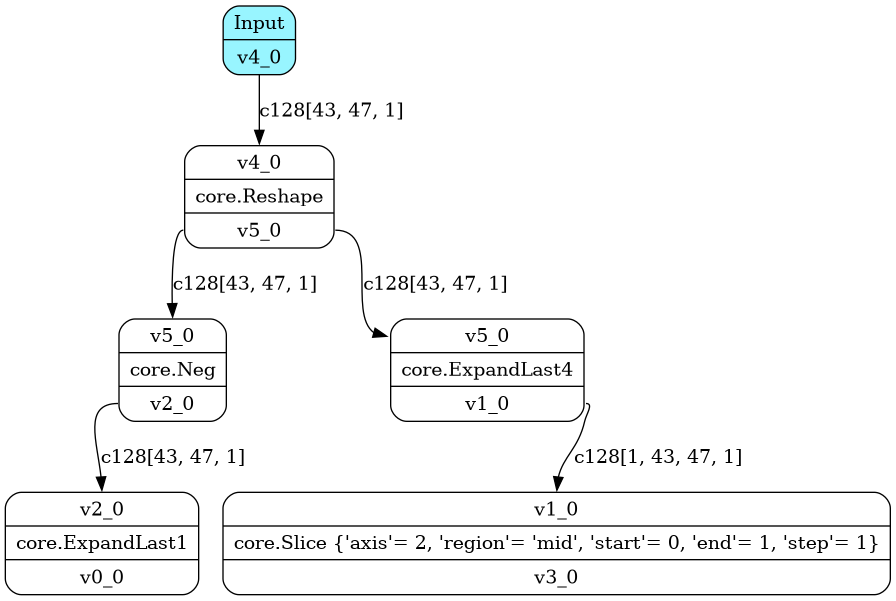 Input
v4_0
c128[43, 47, 1]
v4_0
core.Reshape
v5_0
c128[43, 47, 1]
c128[43, 47, 1]
v5_0
core.Neg
v2_0
v5_0
core.ExpandLast4
v1_0
c128[43, 47, 1]
c128[1, 43, 47, 1]
v2_0
core.ExpandLast1
v0_0
v1_0
core.Slice {'axis'= 2, 'region'= 'mid', 'start'= 0, 'end'= 1, 'step'= 1}
v3_0